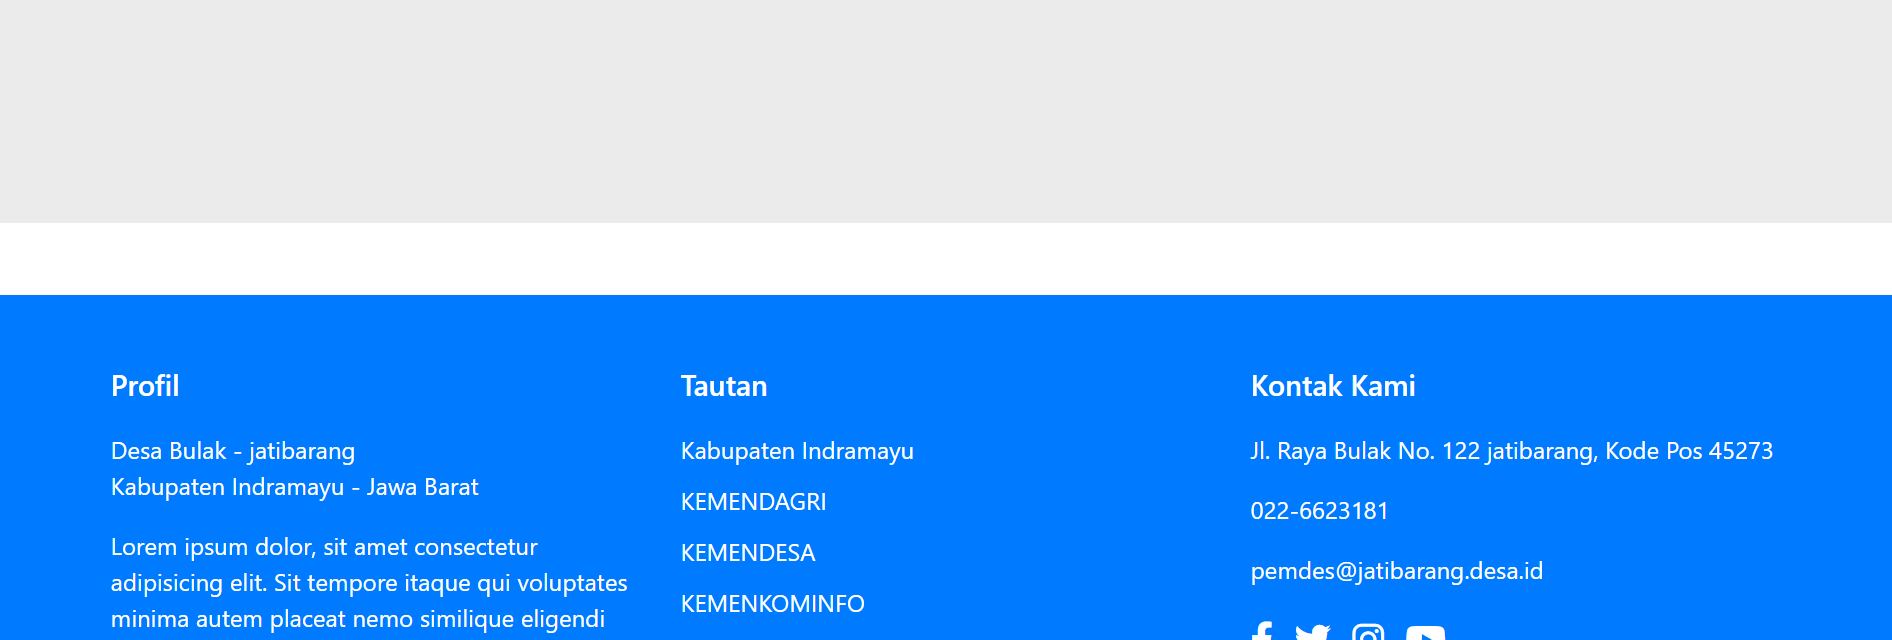 Profil
Desa Bulak - jatibarang
Kabupaten Indramayu - Jawa Barat
Lorem ipsum dolor, sit amet consectetur
adipisicing elit. Sit tempore itaque qui voluptates
minima autem placeat nemo similique eligendi
Tautan
Kabupaten Indramayu
KEMENDAGRI
KEMENDESA
KEMENKOMINFO
Kontak Kami
Jl. Raya Bulak No. 122 jatibarang, Kode Pos 45273
022-6623181
pemdes@jatibarang.desa.id